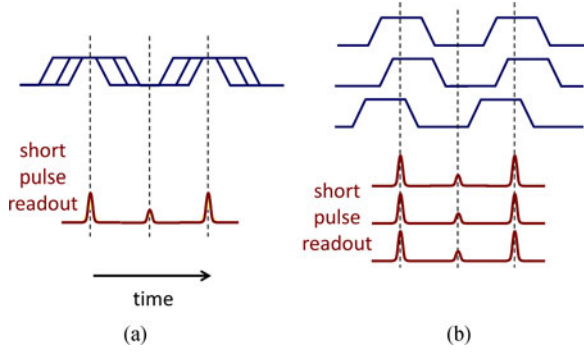 short
pulse
readout
time
(a)
short
pulse
readout
(b)